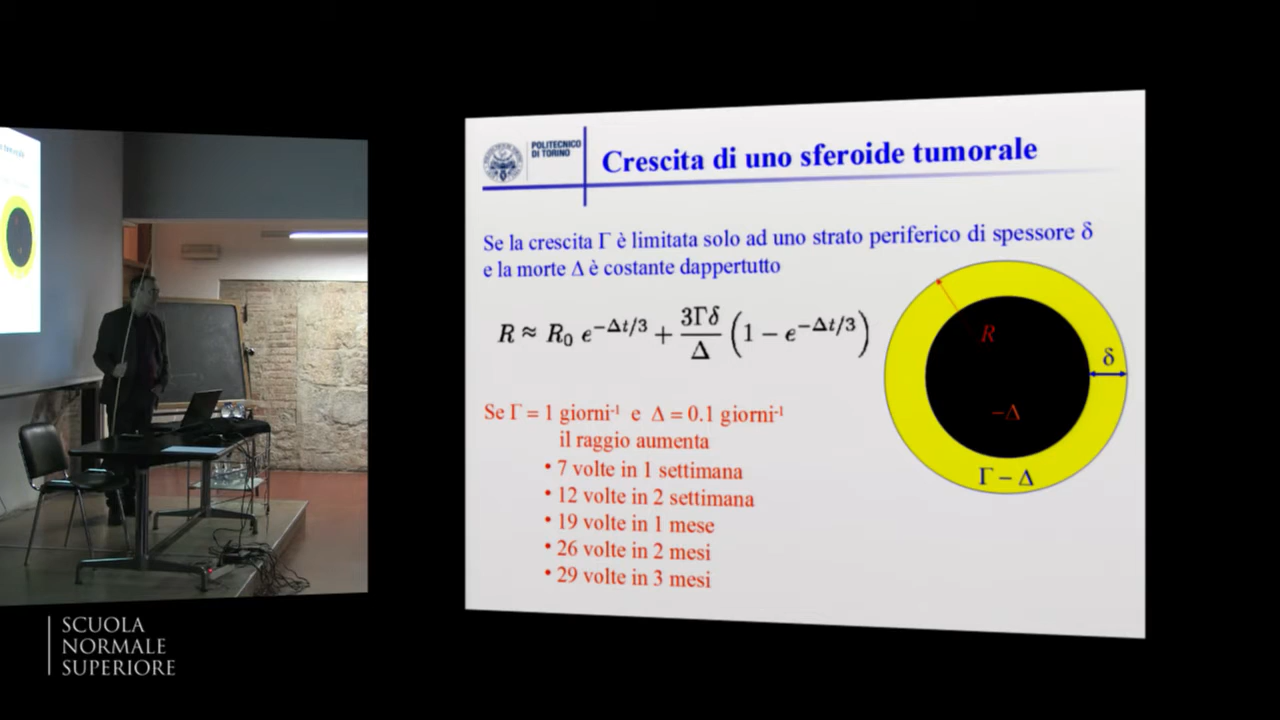 POLITECNICO
DI TORINO
Crescita di uno sferoide tumorale
Se la crescita Γ è limitata solo ad uno strato periferico di spessore δ
e la morte Δ è costante dappertutto
R ≈ R₀ e^{-Δt/3} + 3Γδ/Δ (1 − e^{-Δt/3})
R
δ
−Δ
Γ − Δ
Se Γ = 1 giorni⁻¹ e Δ = 0.1 giorni⁻¹
il raggio aumenta
• 7 volte in 1 settimana
• 12 volte in 2 settimana
• 19 volte in 1 mese
• 26 volte in 2 mesi
• 29 volte in 3 mesi
SCUOLA
NORMALE
SUPERIORE